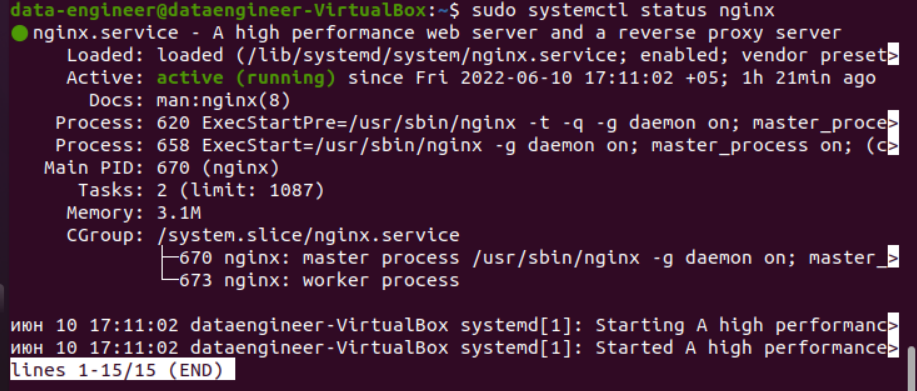 data-engineer@dataengineer-VirtualBox:~$ sudo systemctl status nginx
● nginx.service - A high performance web server and a reverse proxy server
Loaded: loaded (/lib/systemd/system/nginx.service; enabled; vendor preset>
Active: active (running) since Fri 2022-06-10 17:11:02 +05; 1h 21min ago
Docs: man:nginx(8)
Process: 620 ExecStartPre=/usr/sbin/nginx -t -q -g daemon on; master_proce>
Process: 658 ExecStart=/usr/sbin/nginx -g daemon on; master_process on; (c>
Main PID: 670 (nginx)
Tasks: 2 (limit: 1087)
Memory: 3.1M
CGroup: /system.slice/nginx.service
├─670 nginx: master process /usr/sbin/nginx -g daemon on; master_>
└─673 nginx: worker process
июн 10 17:11:02 dataengineer-VirtualBox systemd[1]: Starting A high performanc>
июн 10 17:11:02 dataengineer-VirtualBox systemd[1]: Started A high performance>
lines 1-15/15 (END)